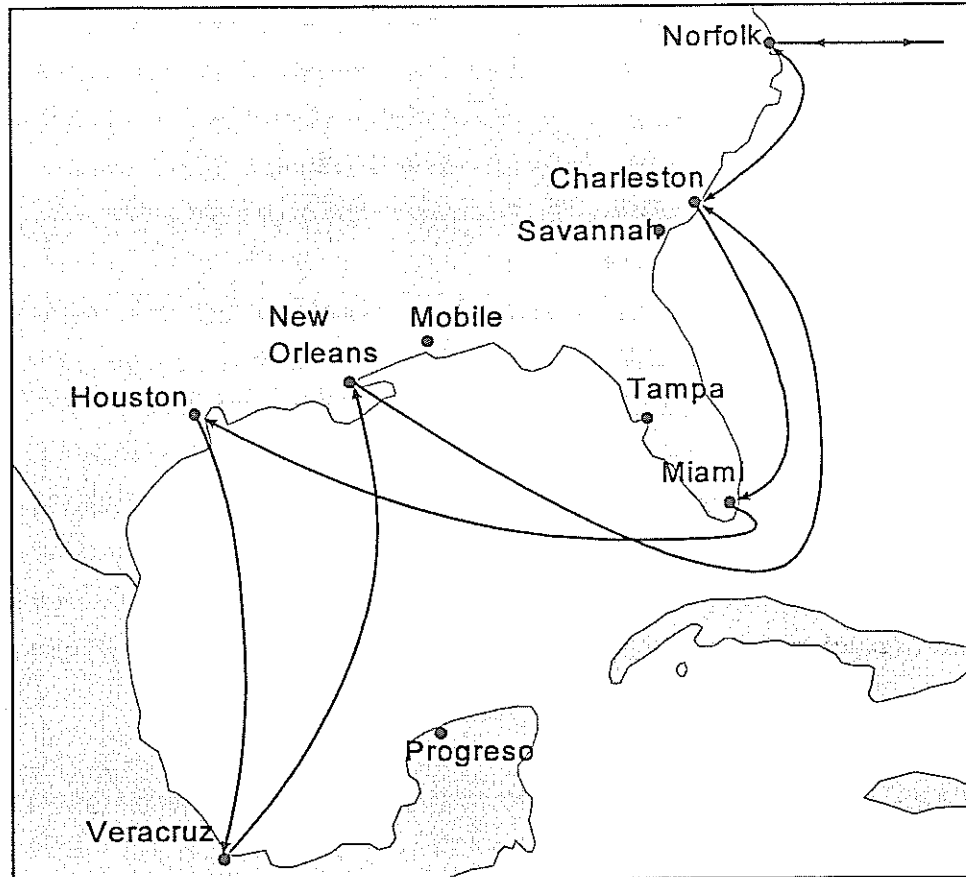 Norfolk
Charleston
Savannah
New
Orleans
Mobile
Houston
Tampa
Miami
Progreso
Veracruz